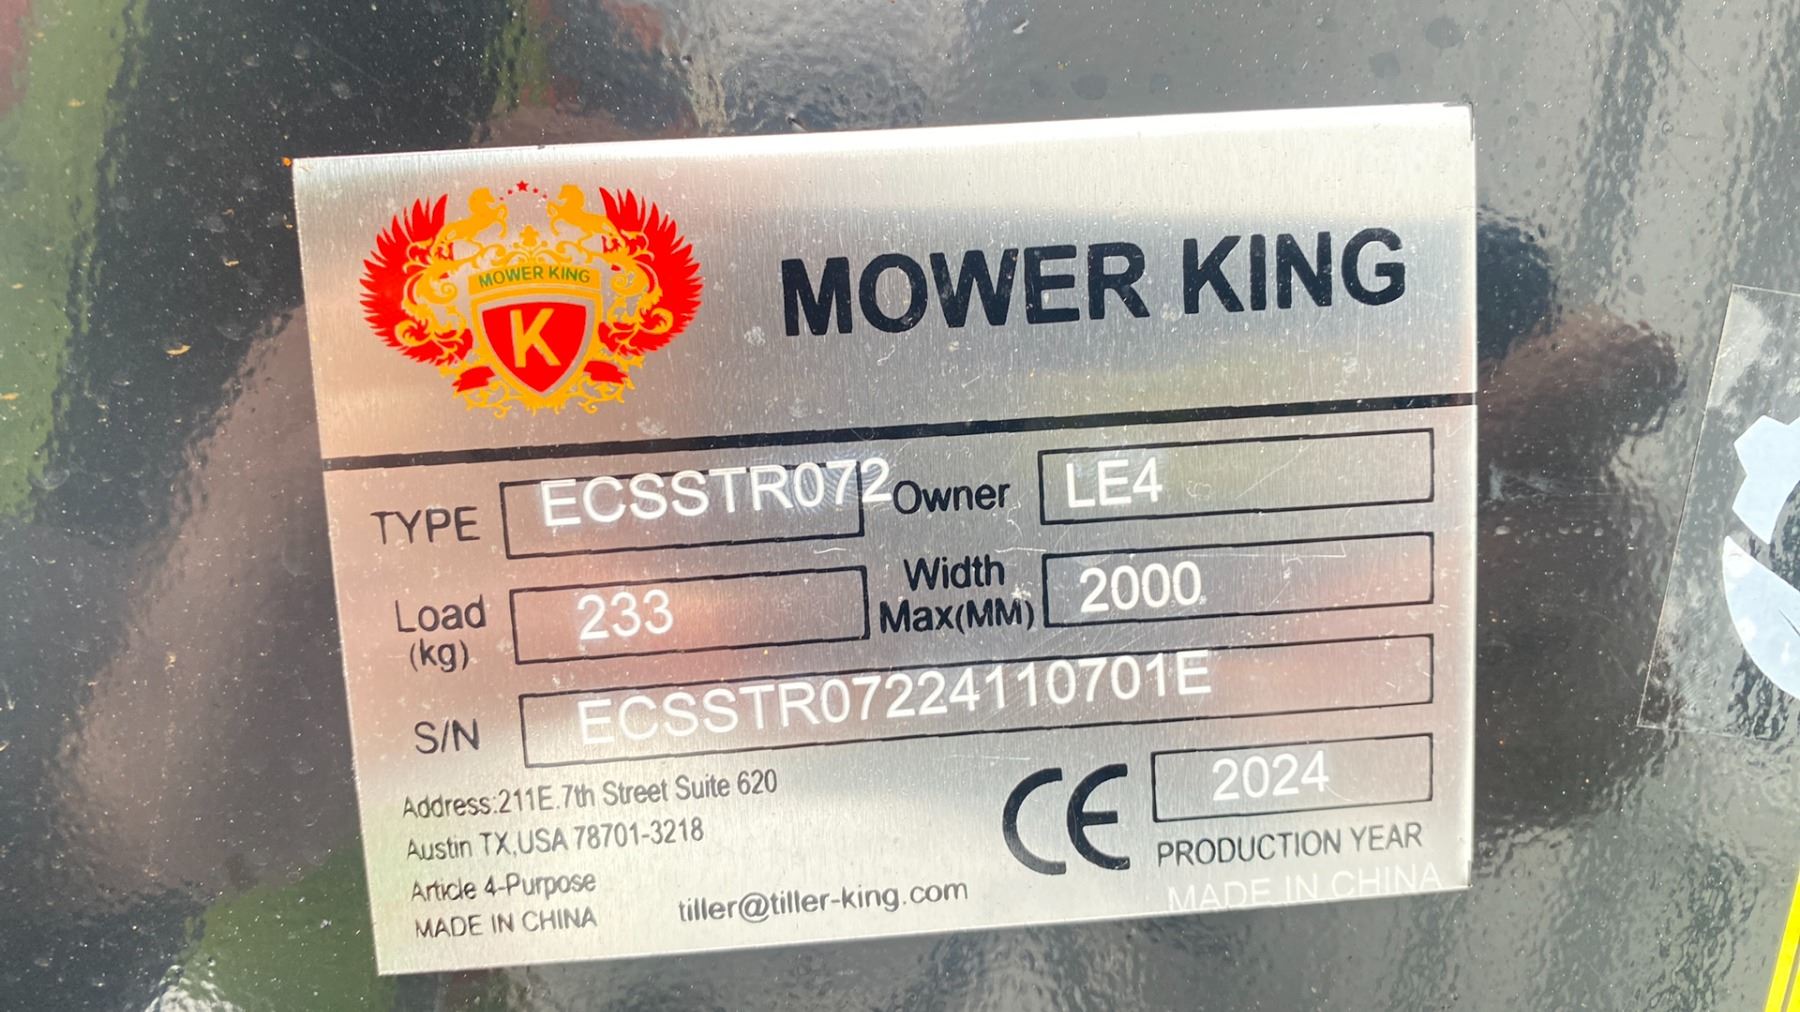 MOWER KING
K
MOWER KING
TYPE ECSSTR072 Owner LE4
Load (kg) 233 Width Max(MM) 2000
S/N ECSSTR07224110701E
Address:211E.7th Street Suite 620
Austin TX,USA 78701-3218
Article 4-Purpose
MADE IN CHINA
tiller@tiller-king.com
CE 2024
PRODUCTION YEAR
MADE IN CHINA